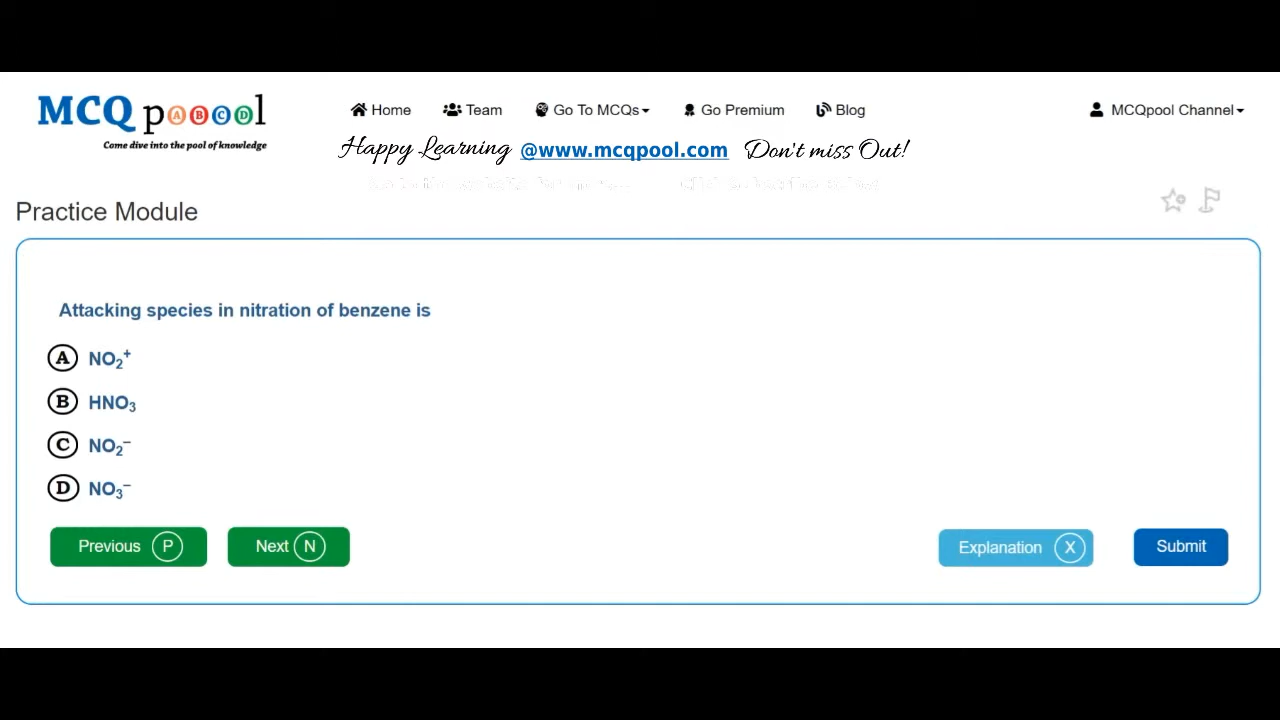 MCQ pABCDl
Come dive into the pool of knowledge
Home Team Go To MCQs Go Premium Blog MCQpool Channel
Happy Learning @www.mcqpool.com Don't miss Out!
Practice Module
Attacking species in nitration of benzene is
A NO₂⁺
B HNO₃
C NO₂⁻
D NO₃⁻
Previous P Next N Explanation X Submit